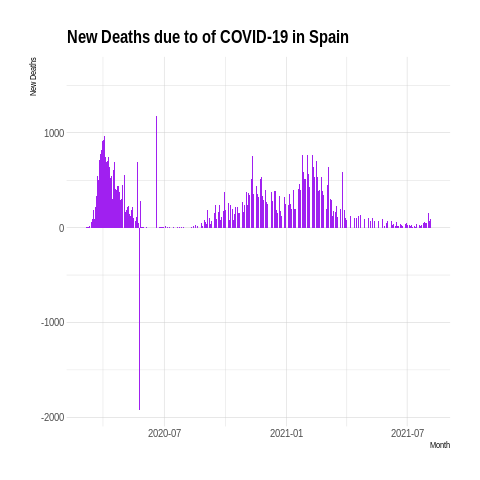 New Deaths due to of COVID-19 in Spain
New Deaths
1000
0
-1000
-2000
2020-07
2021-01
2021-07
Month